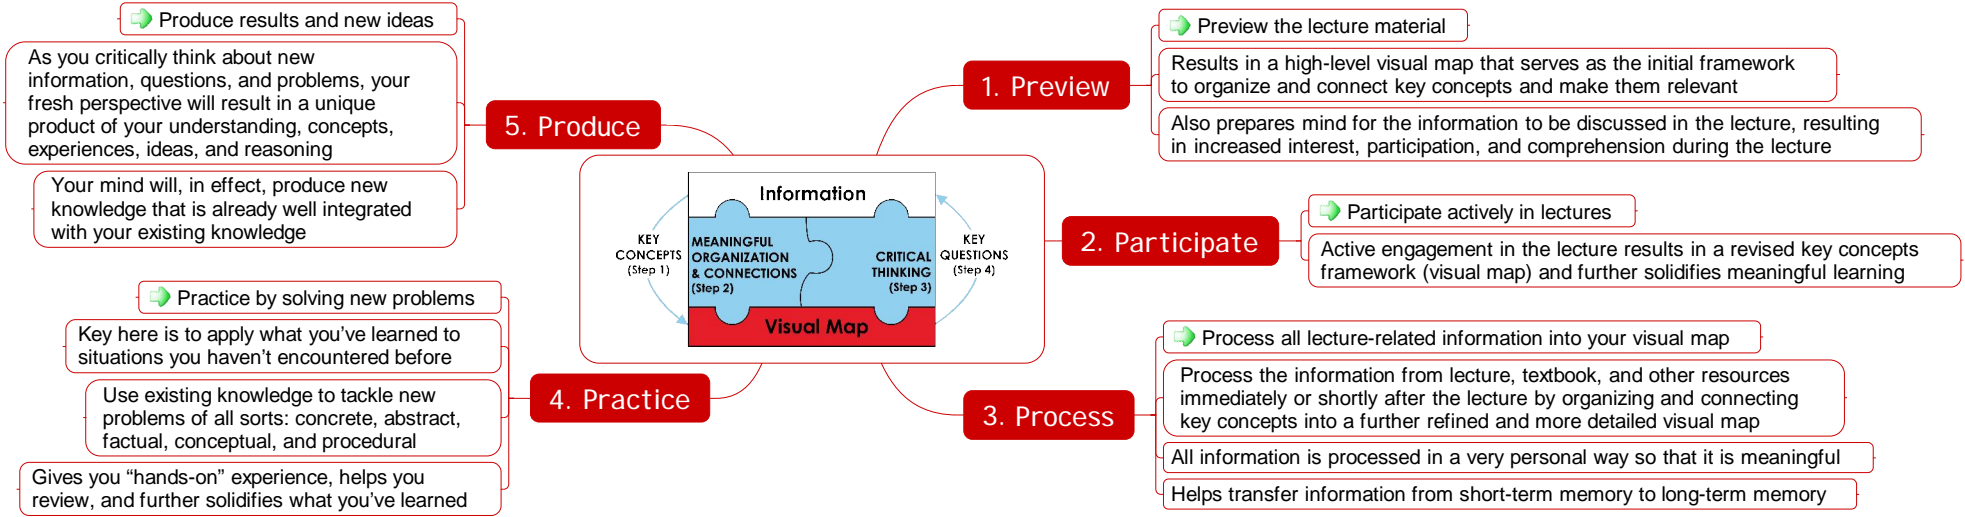 1. Preview
Preview the lecture material
Results in a high-level visual map that serves as the initial framework
to organize and connect key concepts and make them relevant
Also prepares mind for the information to be discussed in the lecture, resulting
in increased interest, participation, and comprehension during the lecture
2. Participate
Participate actively in lectures
Active engagement in the lecture results in a revised key concepts
framework (visual map) and further solidifies meaningful learning
3. Process
Process all lecture-related information into your visual map
Process the information from lecture, textbook, and other resources
immediately or shortly after the lecture by organizing and connecting
key concepts into a further refined and more detailed visual map
All information is processed in a very personal way so that it is meaningful
Helps transfer information from short-term memory to long-term memory
4. Practice
Practice by solving new problems
Key here is to apply what you’ve learned to
situations you haven’t encountered before
Use existing knowledge to tackle new
problems of all sorts: concrete, abstract,
factual, conceptual, and procedural
Gives you “hands-on” experience, helps you
review, and further solidifies what you’ve learned
5. Produce
Produce results and new ideas
As you critically think about new
information, questions, and problems, your
fresh perspective will result in a unique
product of your understanding, concepts,
experiences, ideas, and reasoning
Your mind will, in effect, produce new
knowledge that is already well integrated
with your existing knowledge
Information
KEY
CONCEPTS
(Step 1)
MEANINGFUL
ORGANIZATION
& CONNECTIONS
(Step 2)
CRITICAL
THINKING
(Step 3)
KEY
QUESTIONS
(Step 4)
Visual Map